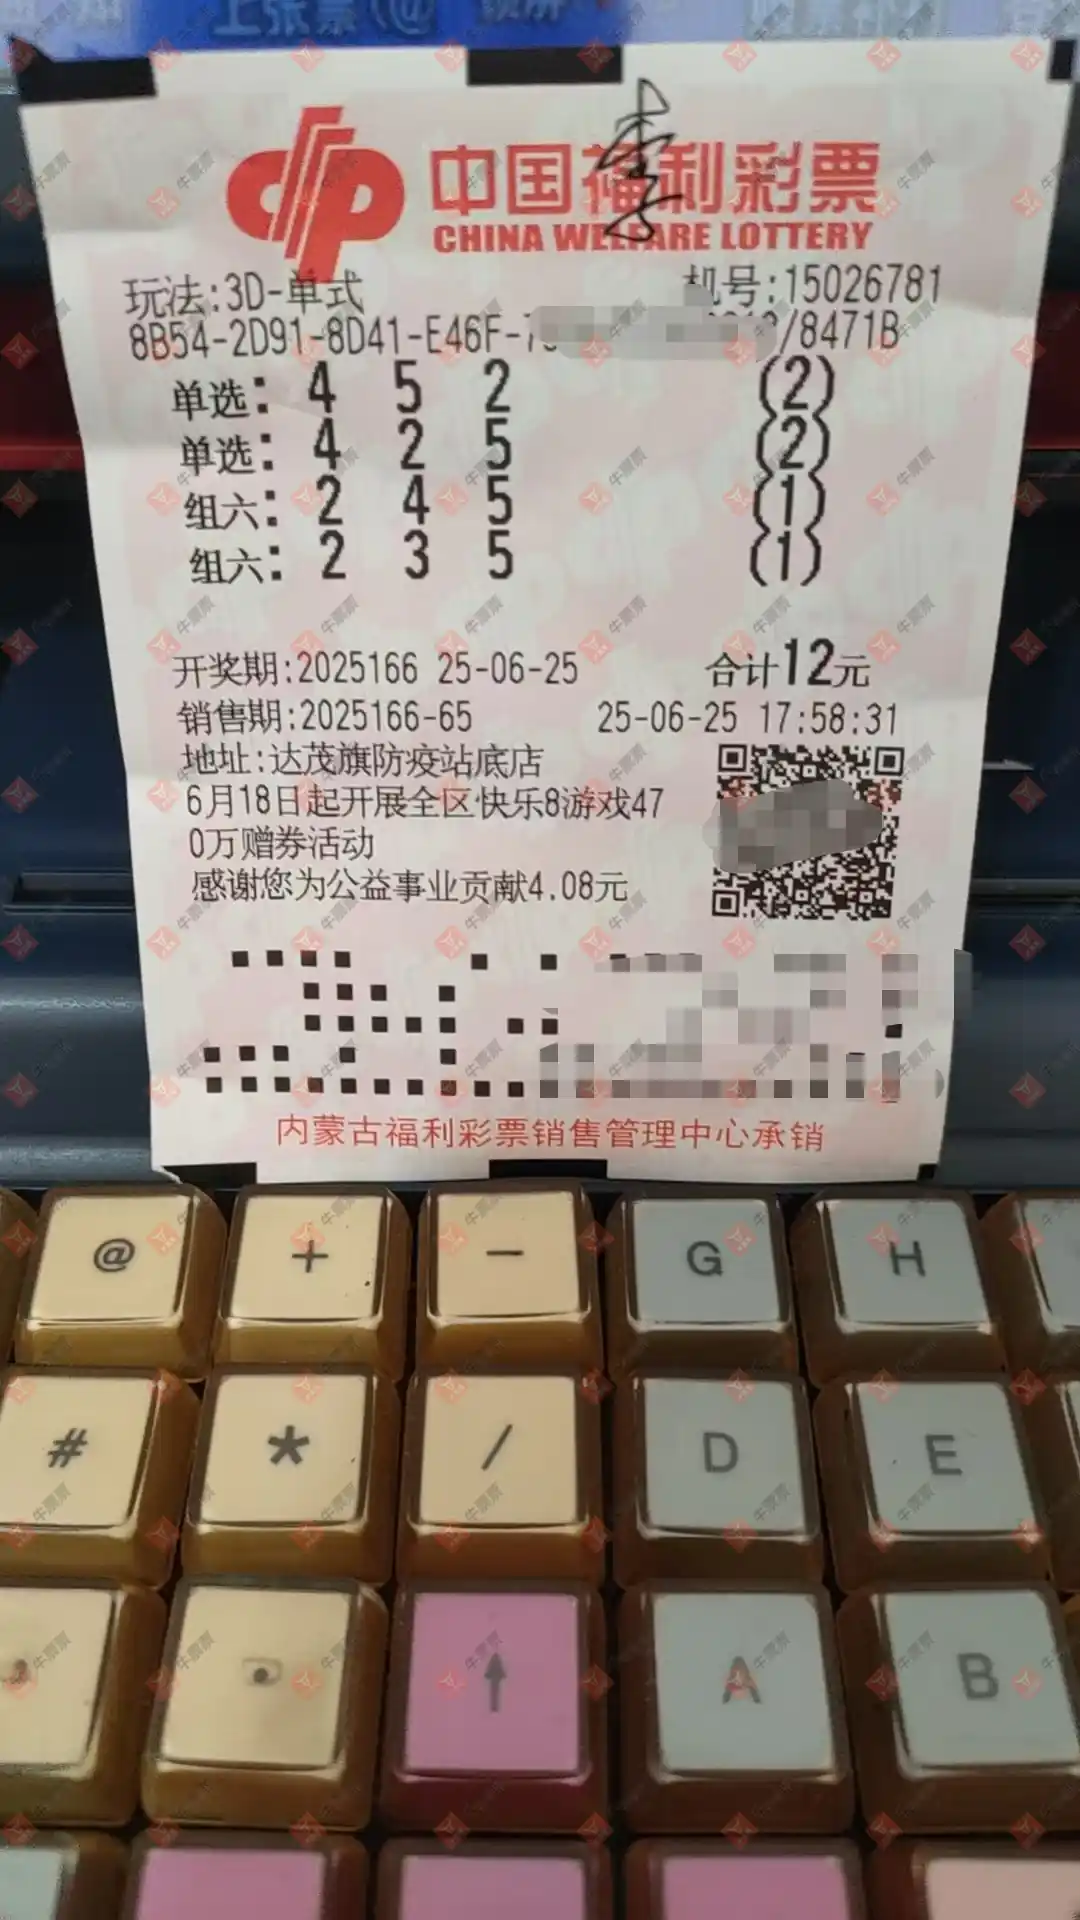 中国福利彩票
CHINA WELFARE LOTTERY
李
玩法:3D-单式 机号:15026781
8B54-2D91-8D41-E46F-7 /8471B
单选: 4 5 2 (2)
单选: 4 2 5 (2)
组六: 2 4 5 (1)
组六: 2 3 5 (1)
开奖期:2025166 25-06-25 合计12元
销售期:2025166-65 25-06-25 17:58:31
地址:达茂旗防疫站底店
6月18日起开展全区快乐8游戏47
0万赠券活动
感谢您为公益事业贡献4.08元
内蒙古福利彩票销售管理中心承销
@ + - G H
# * / D E
. ↑ A B
牛票票